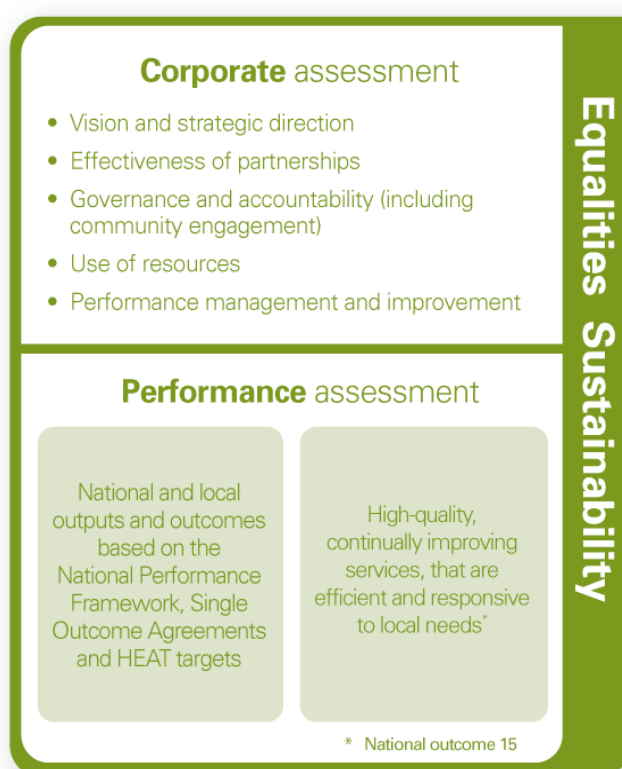 Corporate assessment
• Vision and strategic direction
• Effectiveness of partnerships
• Governance and accountability (including
community engagement)
• Use of resources
• Performance management and improvement
Performance assessment
National and local
outputs and outcomes
based on the
National Performance
Framework, Single
Outcome Agreements
and HEAT targets
High-quality,
continually improving
services, that are
efficient and responsive
to local needs*
* National outcome 15
Equalities Sustainability